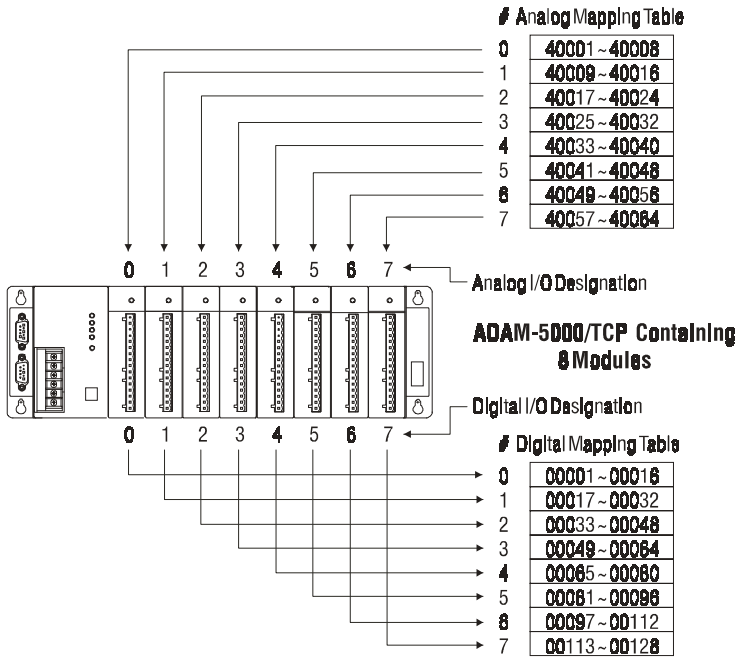 # Analog Mapping Table
0 40001~40008
1 40009~40016
2 40017~40024
3 40025~40032
4 40033~40040
5 40041~40048
6 40049~40056
7 40057~40064
0 1 2 3 4 5 6 7
Analog I/O Designation
ADAM-5000/TCP Containing
8 Modules
Digital I/O Designation
0 1 2 3 4 5 6 7
# Digital Mapping Table
0 00001~00016
1 00017~00032
2 00033~00048
3 00049~00064
4 00065~00080
5 00081~00096
6 00097~00112
7 00113~00128